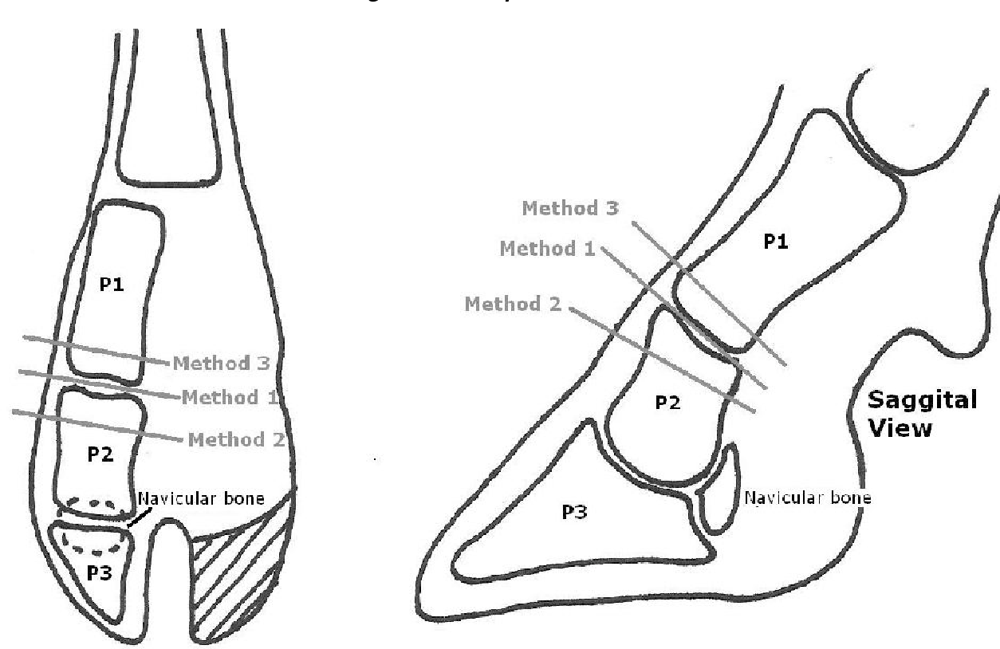 P1
Method 3
Method 1
Method 2
P2
Navicular bone
P3
Method 3
Method 1
Method 2
P1
P2
P3
Navicular bone
Saggital
View